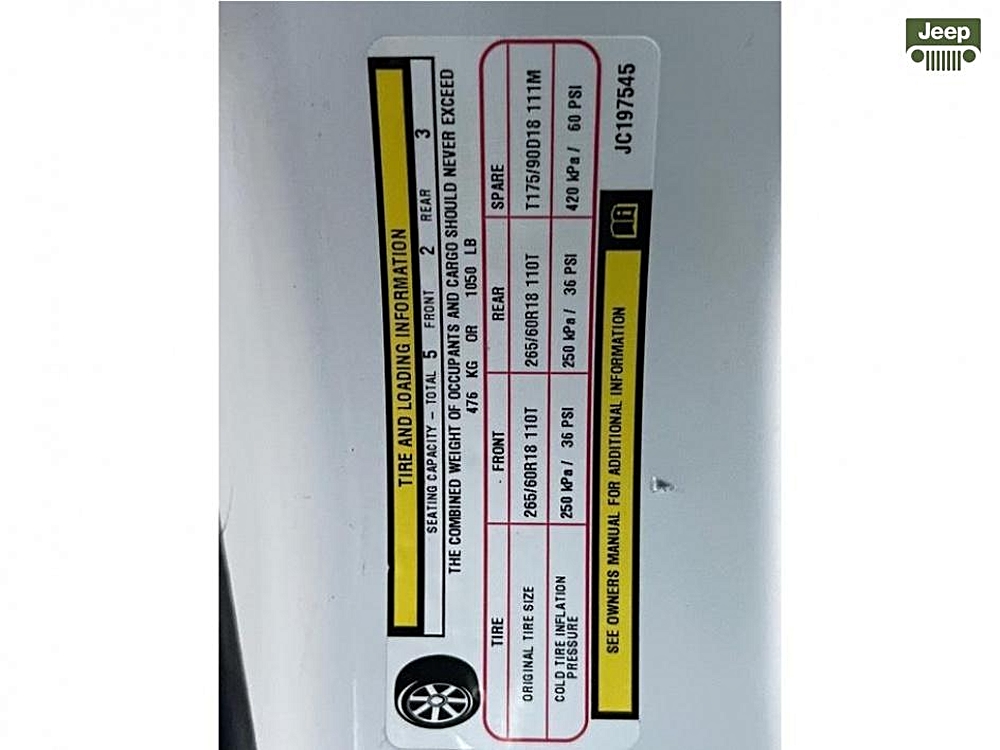 Jeep
TIRE AND LOADING INFORMATION
SEATING CAPACITY – TOTAL 5 FRONT 2 REAR 3
THE COMBINED WEIGHT OF OCCUPANTS AND CARGO SHOULD NEVER EXCEED
476 KG OR 1050 LB
TIRE FRONT REAR SPARE
ORIGINAL TIRE SIZE 265/60R18 110T 265/60R18 110T T175/90D18 111M
COLD TIRE INFLATION
PRESSURE 250 kPa / 36 PSI 250 kPa / 36 PSI 420 kPa / 60 PSI
SEE OWNERS MANUAL FOR ADDITIONAL INFORMATION
JC197545